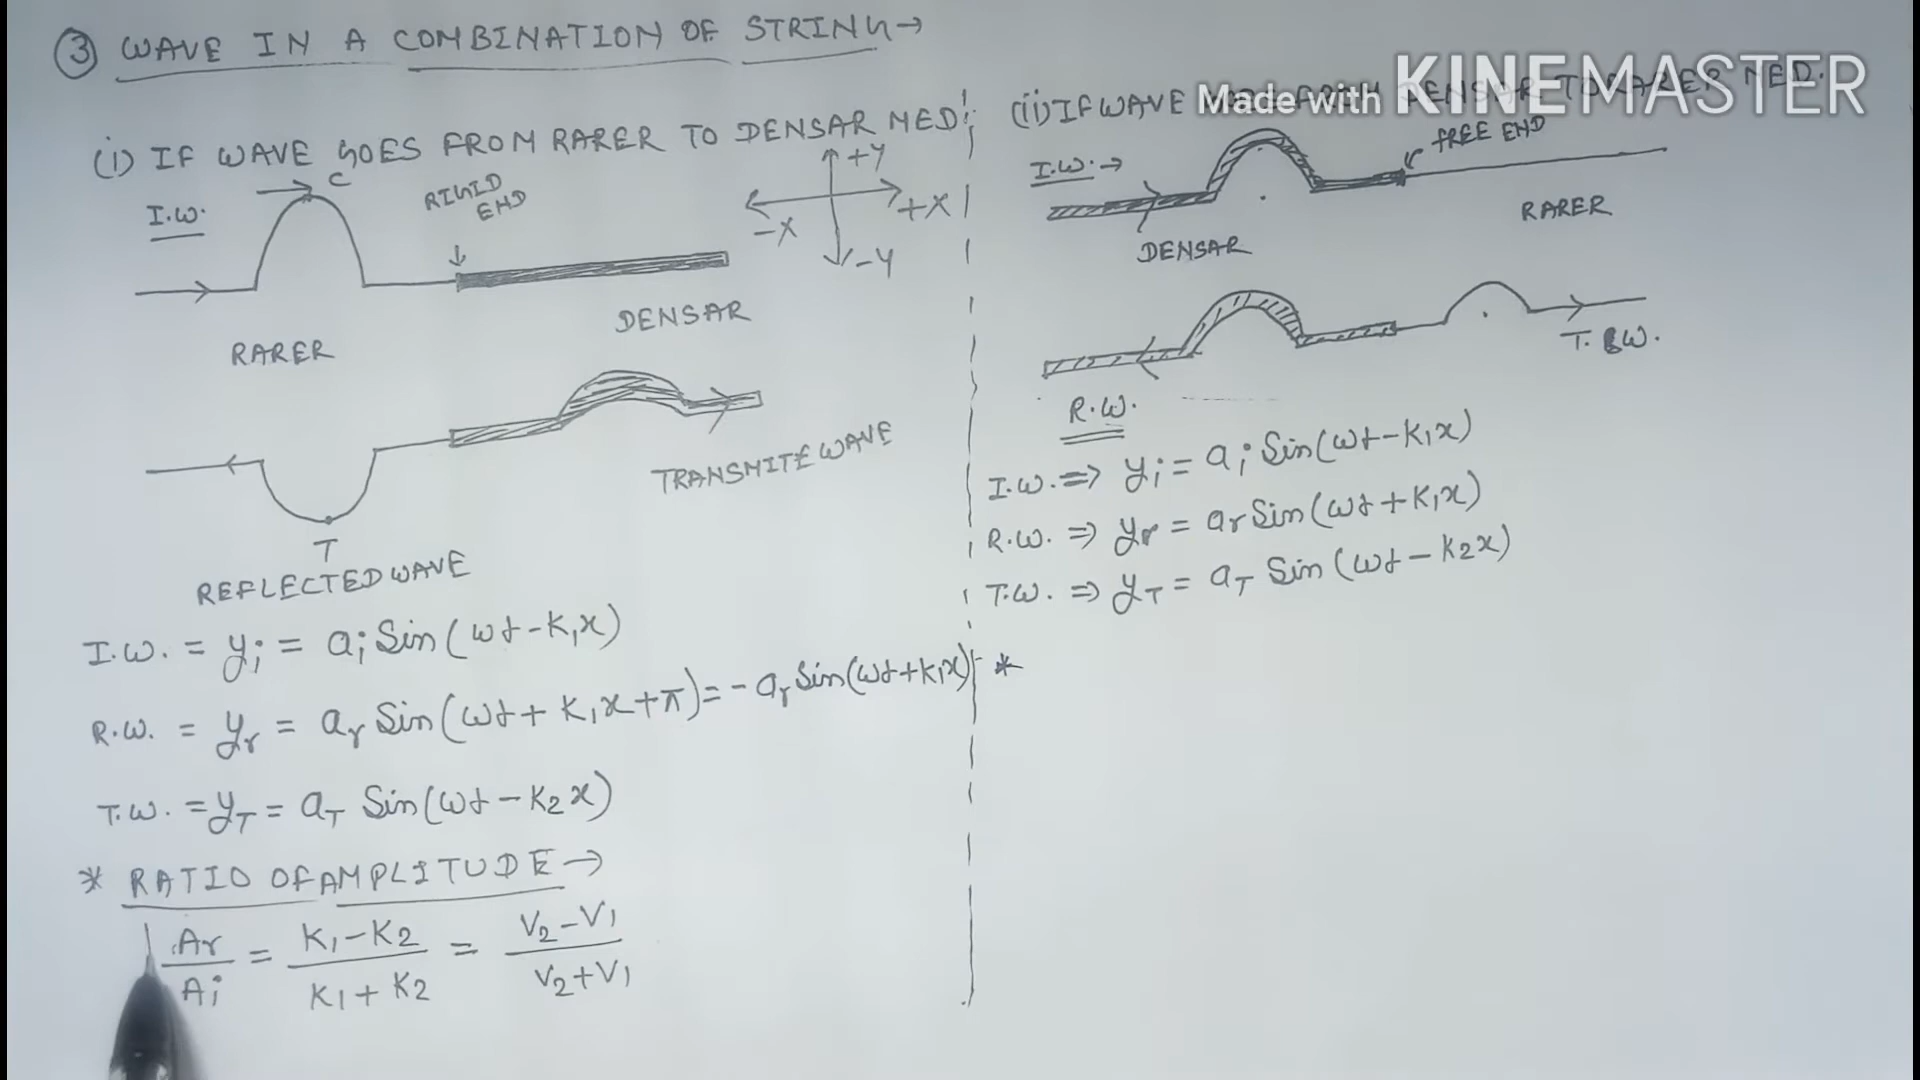 ③ WAVE IN A COMBINATION OF STRING→
(i) IF WAVE GOES FROM RARER TO DENSAR MED!
I.W.
C
RIGID
END
+Y
+X
-X
-Y
RARER
DENSAR
T
REFLECTED WAVE
TRANSMITE WAVE
I.W. = yi = ai Sin(ωt-K1x)
R.W. = yr = ar Sin(ωt+K1x+π) = -ar Sin(ωt+K1x)
T.W. = yT = aT Sin(ωt-K2x)
* RATIO OF AMPLITUDE→
Ar/Ai = K1-K2/K1+K2 = V2-V1/V2+V1
(ii) IF WAVE DENSAR TO RARER MED.
Made with KINEMASTER
I.W.→
FREE END
DENSAR
RARER
T.W.
R.W.
I.W. ⇒ yi = ai Sin(ωt-K1x)
R.W. ⇒ yr = ar Sin(ωt+K1x)
T.W. ⇒ yT = aT Sin(ωt-K2x)
*